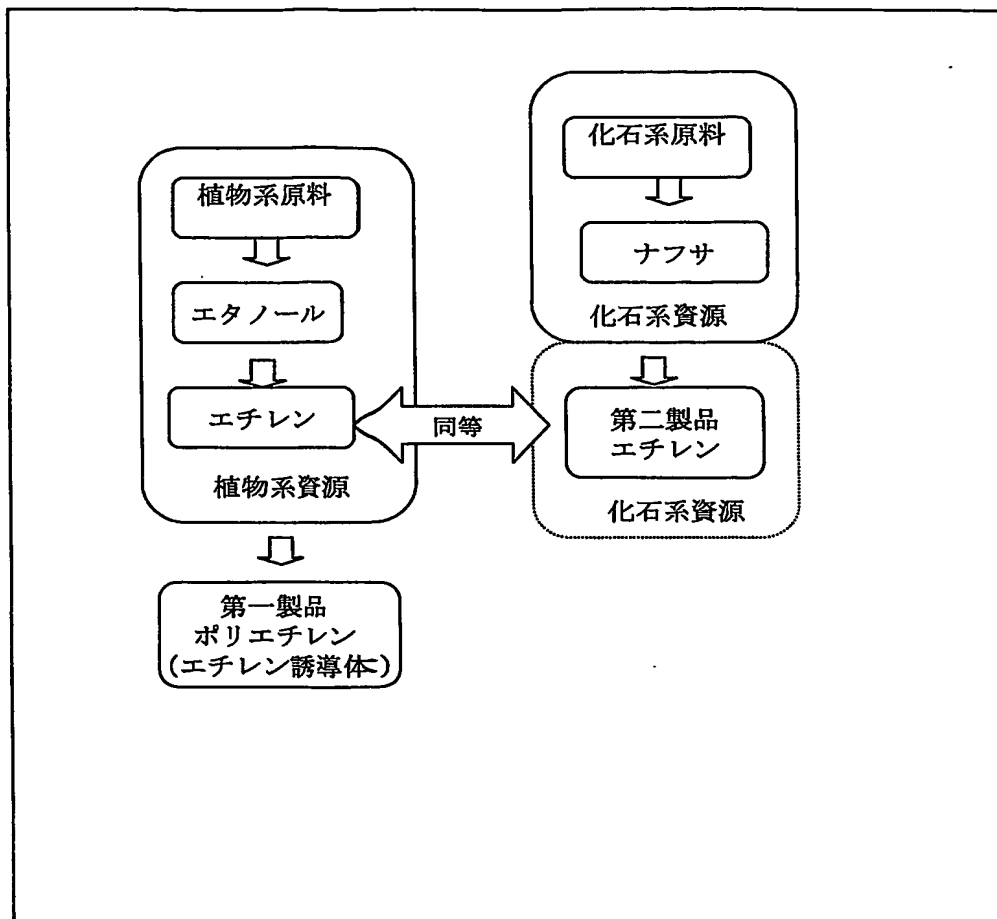 植物系原料
エタノール
エチレン
植物系資源
第一製品
ポリエチレン
(エチレン誘導体)
同等
化石系原料
ナフサ
化石系資源
第二製品
エチレン
化石系資源